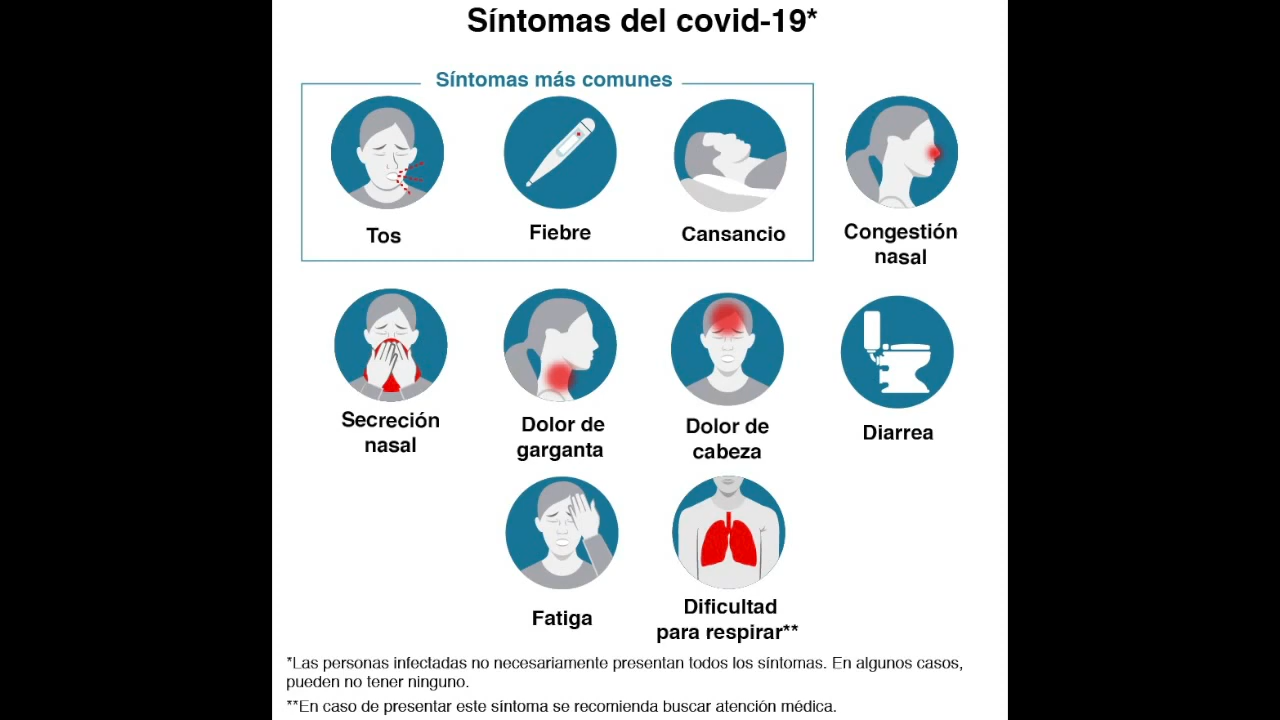 Síntomas del covid-19*
Síntomas más comunes
Tos
Fiebre
Cansancio
Congestión
nasal
Secreción
nasal
Dolor de
garganta
Dolor de
cabeza
Diarrea
Fatiga
Dificultad
para respirar**
*Las personas infectadas no necesariamente presentan todos los síntomas. En algunos casos,
pueden no tener ninguno.
**En caso de presentar este síntoma se recomienda buscar atención médica.